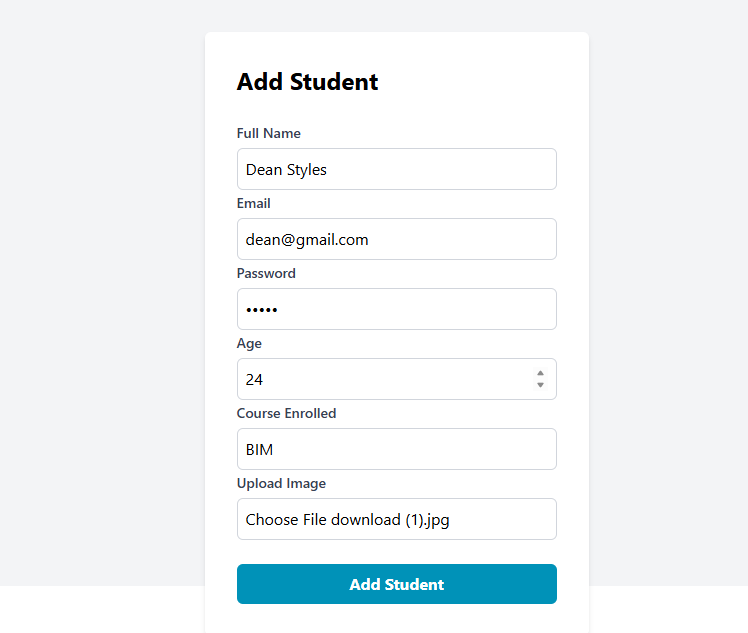 Add Student
Full Name
Dean Styles
Email
dean@gmail.com
Password
•••••
Age
24
Course Enrolled
BIM
Upload Image
Choose File download (1).jpg
Add Student